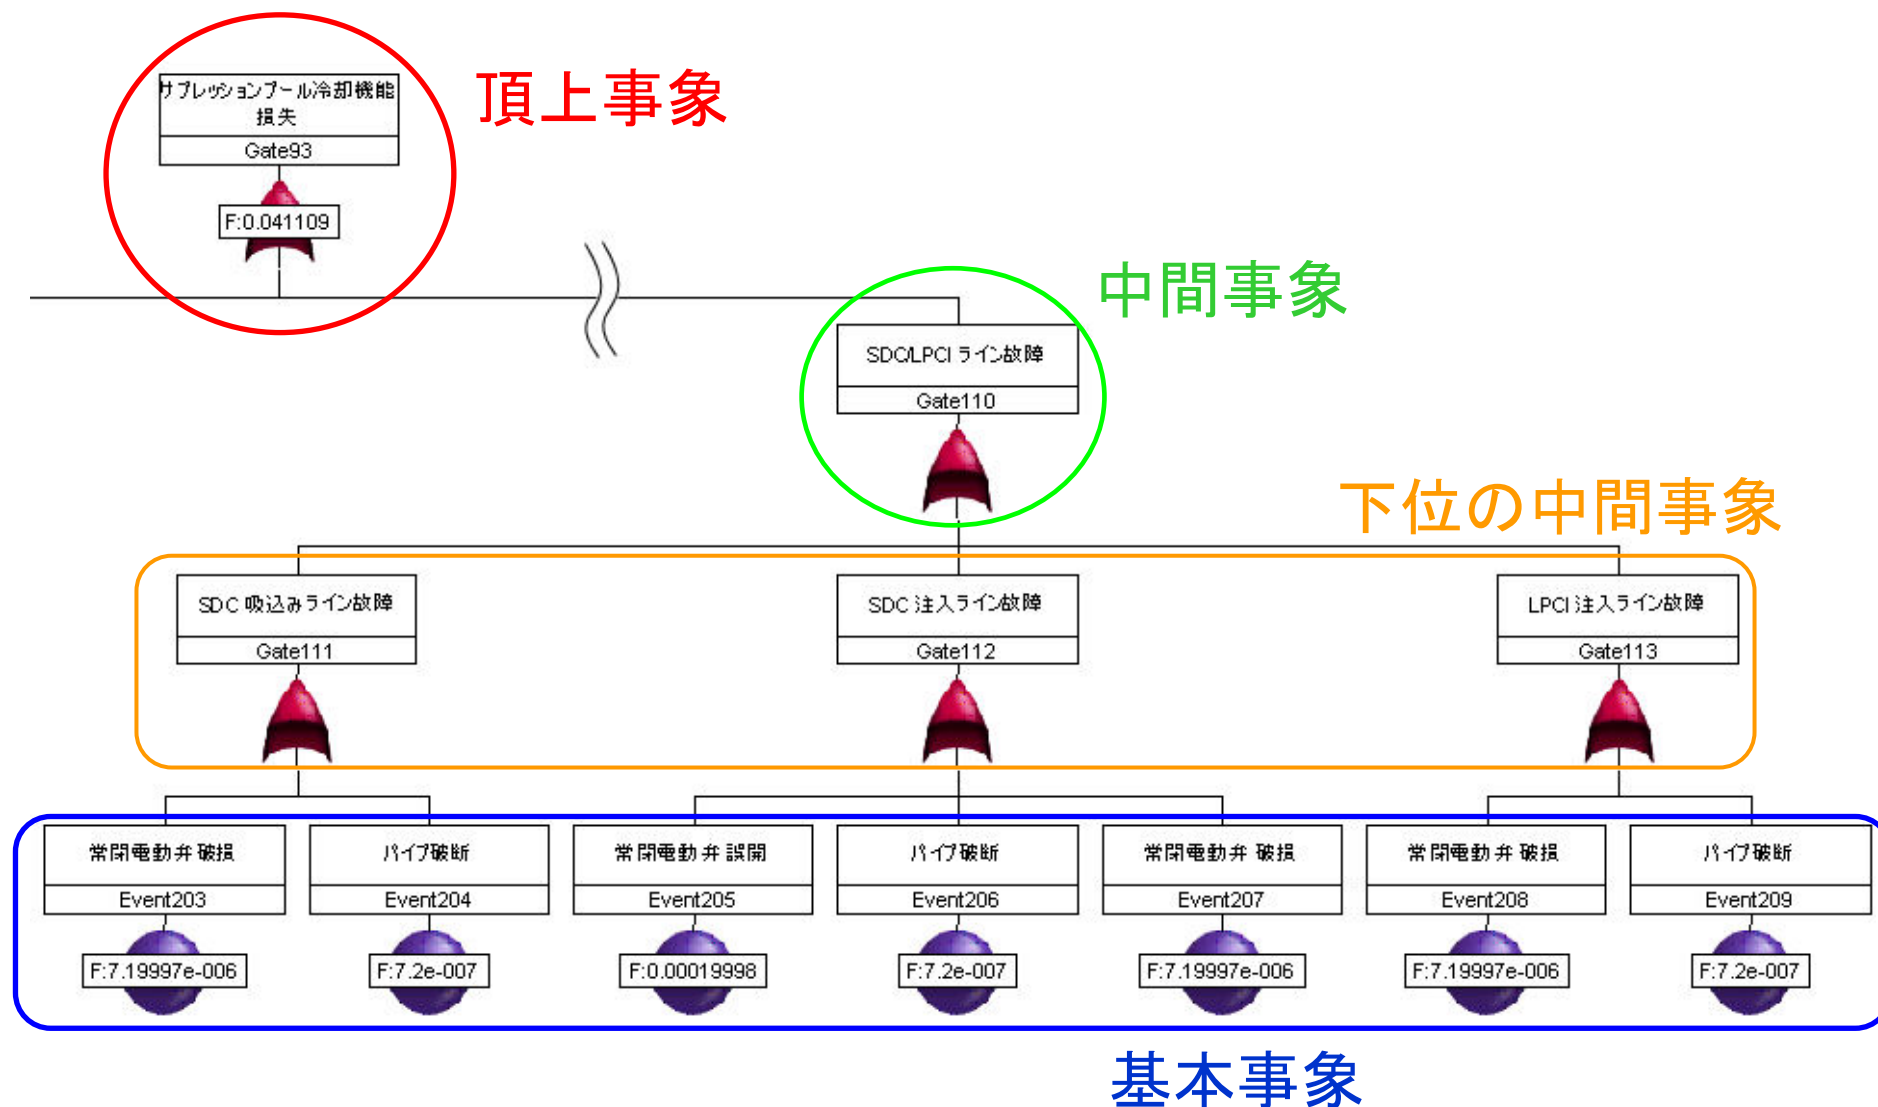 サプレッションプール冷却機能
損失
Gate93
F:0.041109
頂上事象
中間事象
SDC/LPCI ライン故障
Gate110
下位の中間事象
SDC 吸込みライン故障
Gate111
SDC 注入ライン故障
Gate112
LPCI 注入ライン故障
Gate113
常閉電動弁破損
Event203
F:7.19997e-006
パイプ破断
Event204
F:7.2e-007
常閉電動弁 誤開
Event205
F:0.00019998
パイプ破断
Event206
F:7.2e-007
常閉電動弁 破損
Event207
F:7.19997e-006
常閉電動弁 破損
Event208
F:7.19997e-006
パイプ破断
Event209
F:7.2e-007
基本事象